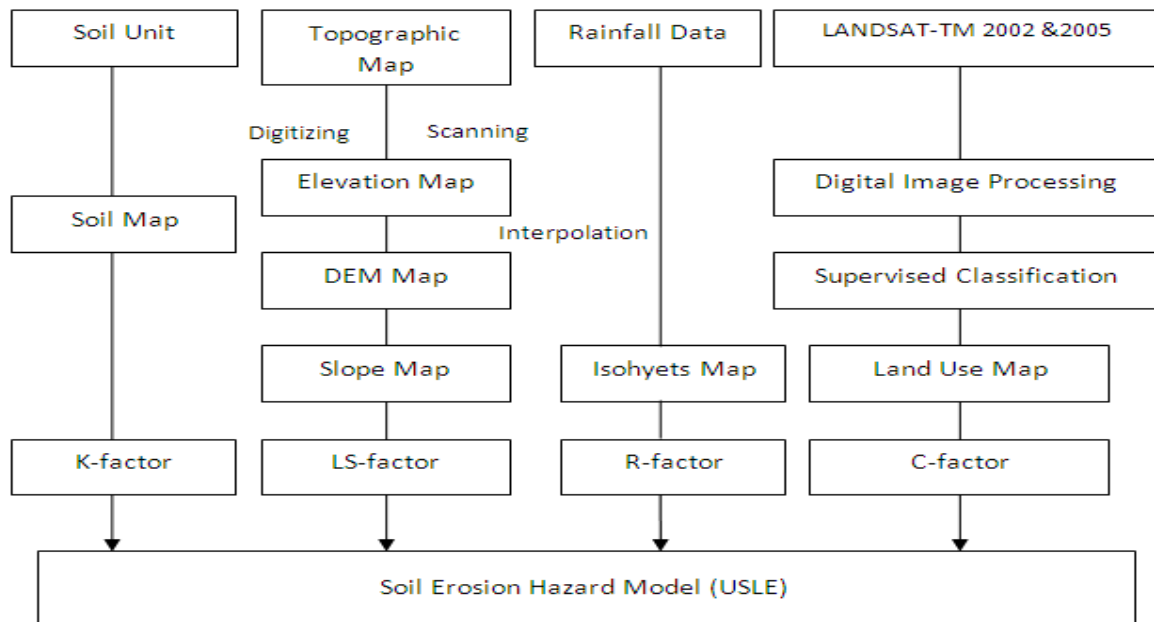 Soil Unit
Topographic
Map
Rainfall Data
LANDSAT-TM 2002 &2005
Digitizing
Scanning
Elevation Map
Digital Image Processing
Soil Map
Interpolation
DEM Map
Supervised Classification
Slope Map
Isohyets Map
Land Use Map
K-factor
LS-factor
R-factor
C-factor
Soil Erosion Hazard Model (USLE)